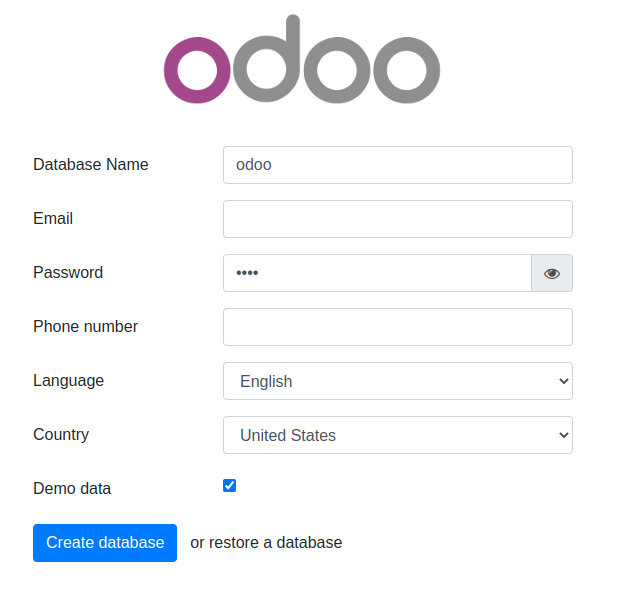 odoo
Database Name odoo
Email
Password ••••
Phone number
Language English
Country United States
Demo data
Create database or restore a database